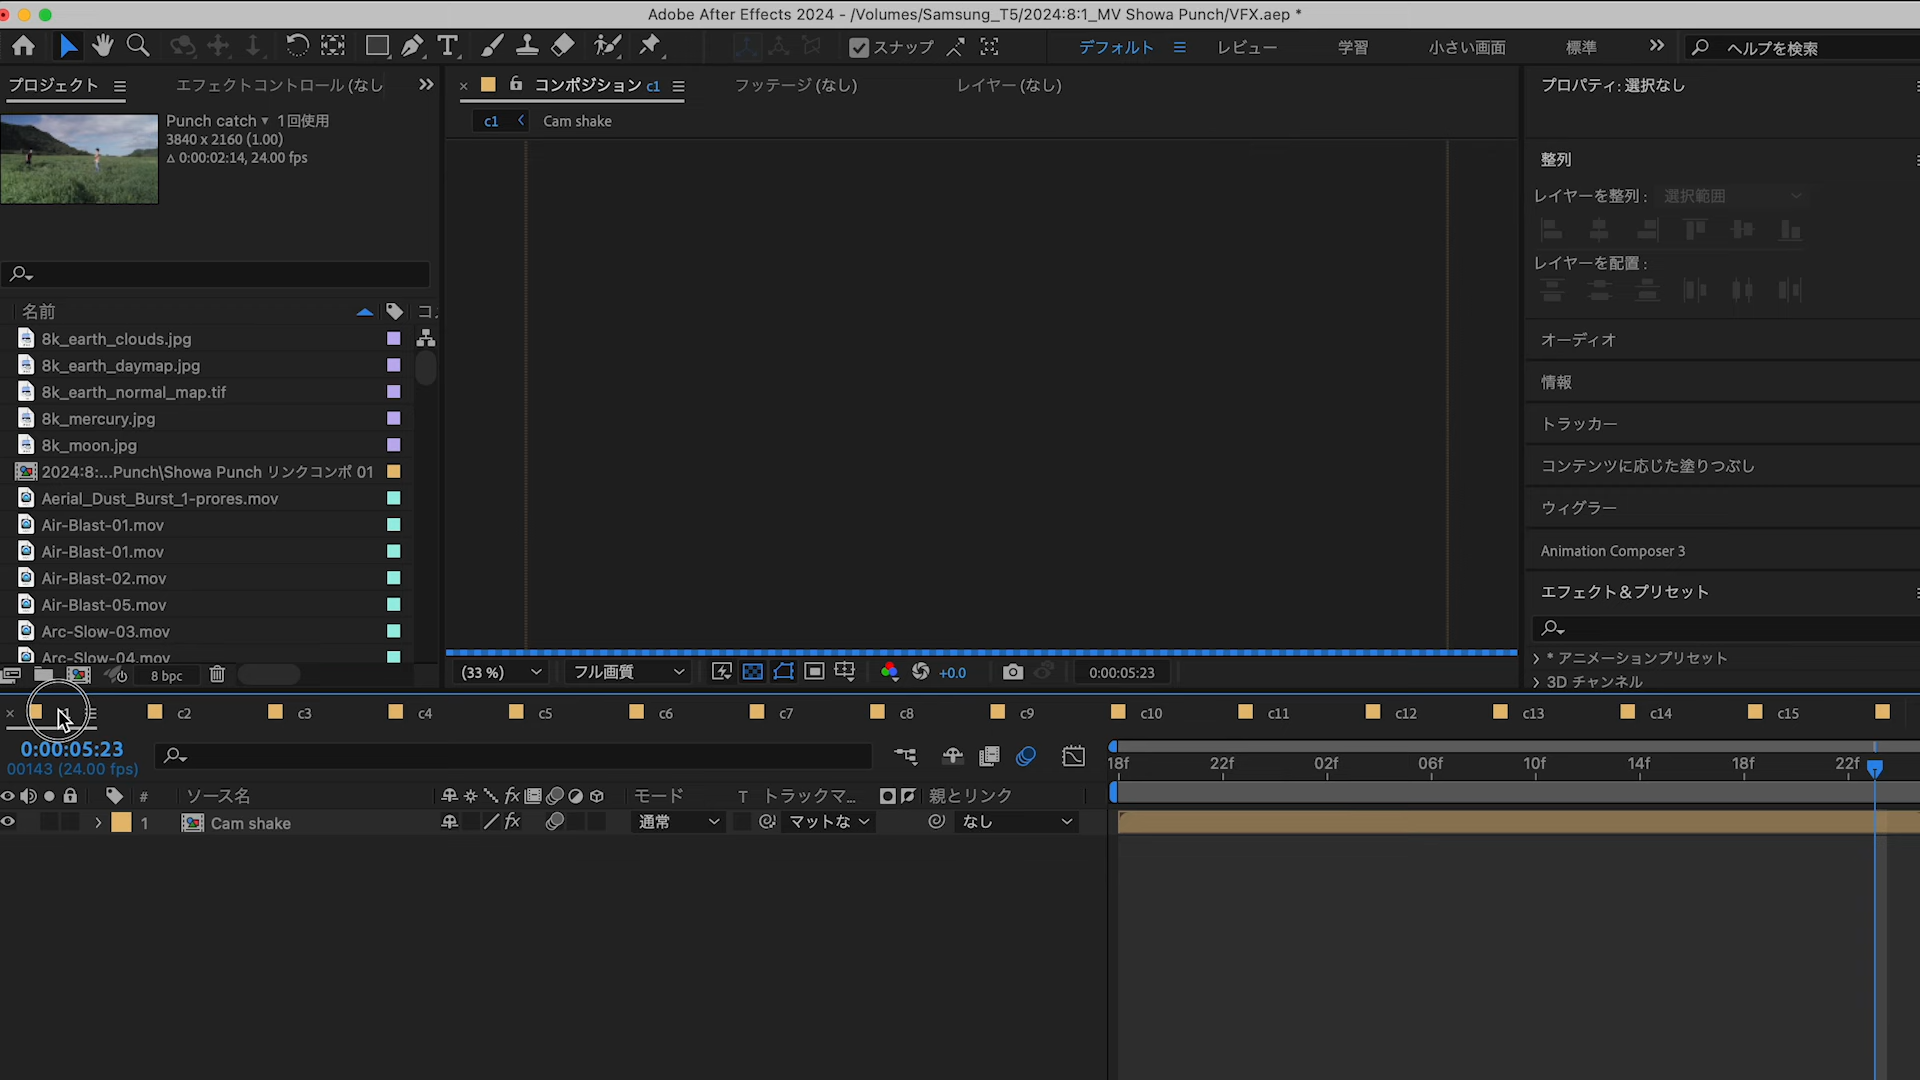 Adobe After Effects 2024 - /Volumes/Samsung_T5/2024:8:1_MV Showa Punch/VFX.aep *
スナップ
デフォルト
レビュー
学習
小さい画面
標準
ヘルプを検索
プロジェクト
エフェクトコントロール (なし
コンポジション c1
フッテージ (なし)
レイヤー (なし)
プロパティ: 選択なし
Punch catch
1回使用
3840 x 2160 (1.00)
Δ 0:00:02:14, 24.00 fps
c1
Cam shake
整列
レイヤーを整列 :
選択範囲
レイヤーを配置 :
名前
コ
8k_earth_clouds.jpg
8k_earth_daymap.jpg
8k_earth_normal_map.tif
8k_mercury.jpg
8k_moon.jpg
2024:8:...Punch\Showa Punch リンクコンポ 01
Aerial_Dust_Burst_1-prores.mov
Air-Blast-01.mov
Air-Blast-01.mov
Air-Blast-02.mov
Air-Blast-05.mov
Arc-Slow-03.mov
Arc-Slow-04.mov
8 bpc
オーディオ
情報
トラッカー
コンテンツに応じた塗りつぶし
ウィグラー
Animation Composer 3
エフェクト＆プリセット
* アニメーションプリセット
3D チャンネル
(33 %)
フル画質
+0.0
0:00:05:23
c2
c3
c4
c5
c6
c7
c8
c9
c10
c11
c12
c13
c14
c15
0:00:05:23
00143 (24.00 fps)
18f
22f
02f
06f
10f
14f
18f
22f
#
ソース名
モード
T
トラックマ...
親とリンク
1
Cam shake
通常
マットな
なし